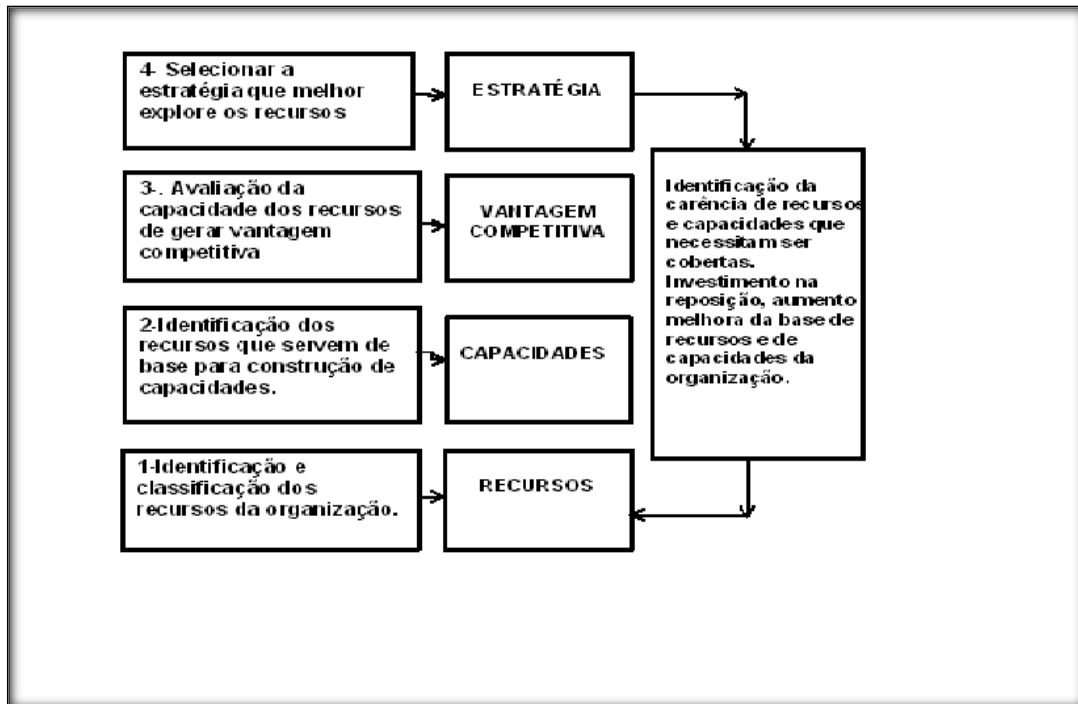 4- Selecionar a
estratégia que melhor
explore os recursos
ESTRATÉGIA
3-. Avaliação da
capacidade dos recursos
de gerar vantagem
competitiva
VANTAGEM
COMPETITIVA
2-Identificação dos
recursos que servem de
base para construção de
capacidades.
CAPACIDADES
1-Identificação e
classificação dos
recursos da organização.
RECURSOS
Identificação da
carência de recursos
e capacidades que
necessitam ser
cobertas.
Investimento na
reposição, aumento
melhora da base de
recursos e de
capacidades da
organização.